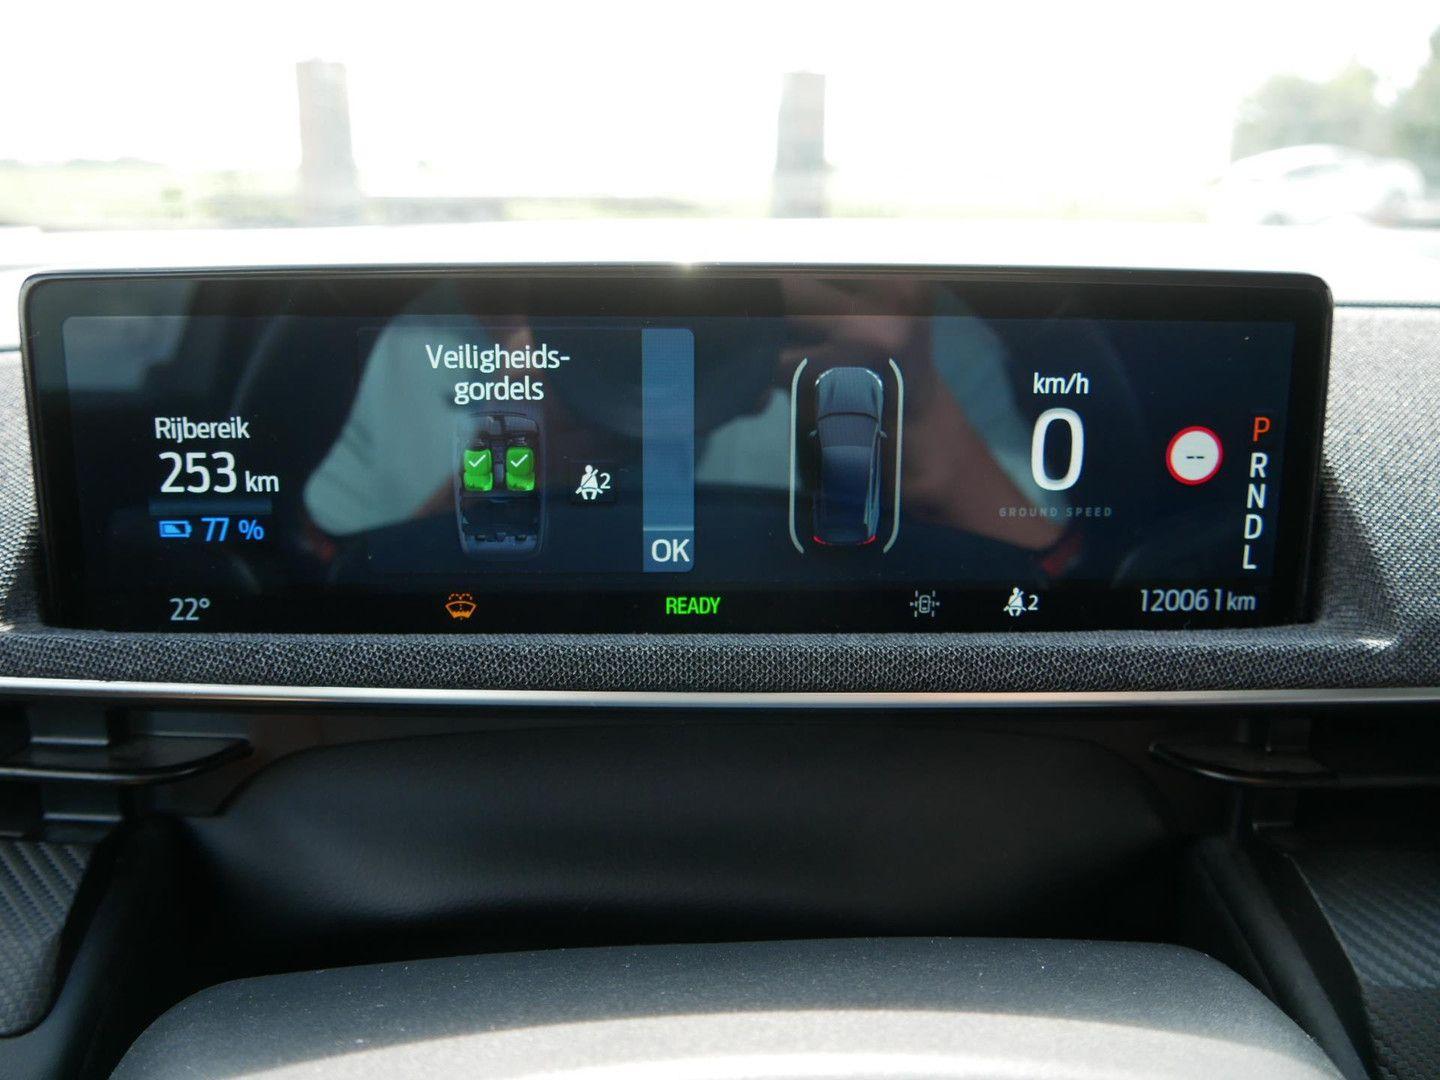 Veiligheids-
gordels
Rijbereik
253 km
77 %
2
OK
km/h
0
GROUND SPEED
--
P
R
N
D
L
22°
READY
2
120061 km